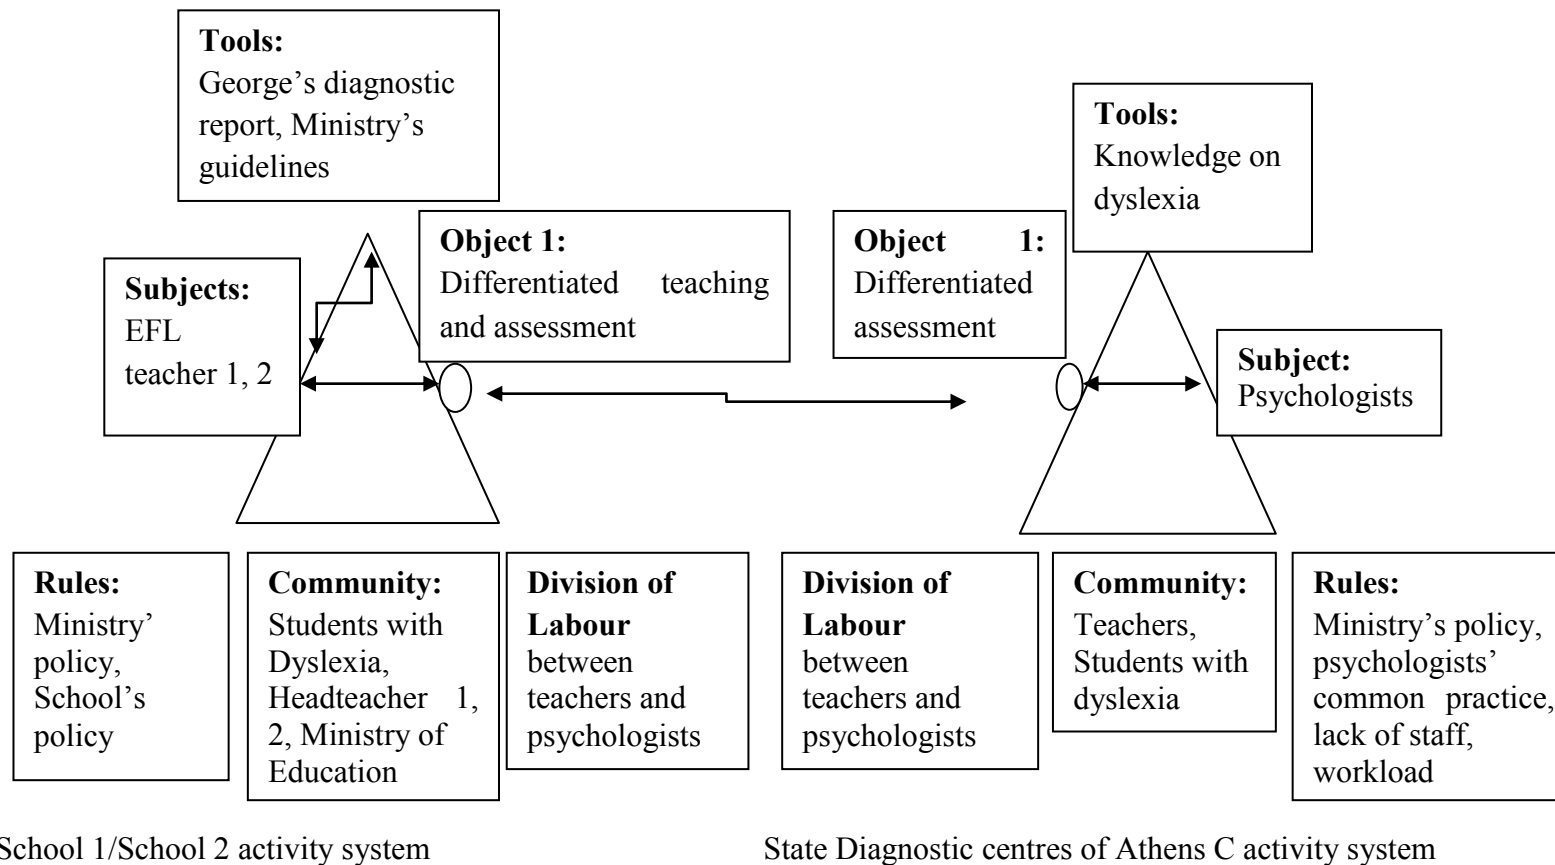 Tools:
George’s diagnostic
report, Ministry’s
guidelines
Tools:
Knowledge on
dyslexia
Subjects:
EFL
teacher 1, 2
Object 1:
Differentiated teaching
and assessment
Object 1:
Differentiated
assessment
Subject:
Psychologists
Rules:
Ministry’
policy,
School’s
policy
Community:
Students with
Dyslexia,
Headteacher 1,
2, Ministry of
Education
Division of
Labour
between
teachers and
psychologists
Division of
Labour
between
teachers and
psychologists
Community:
Teachers,
Students with
dyslexia
Rules:
Ministry’s policy,
psychologists’
common practice,
lack of staff,
workload
School 1/School 2 activity system
State Diagnostic centres of Athens C activity system